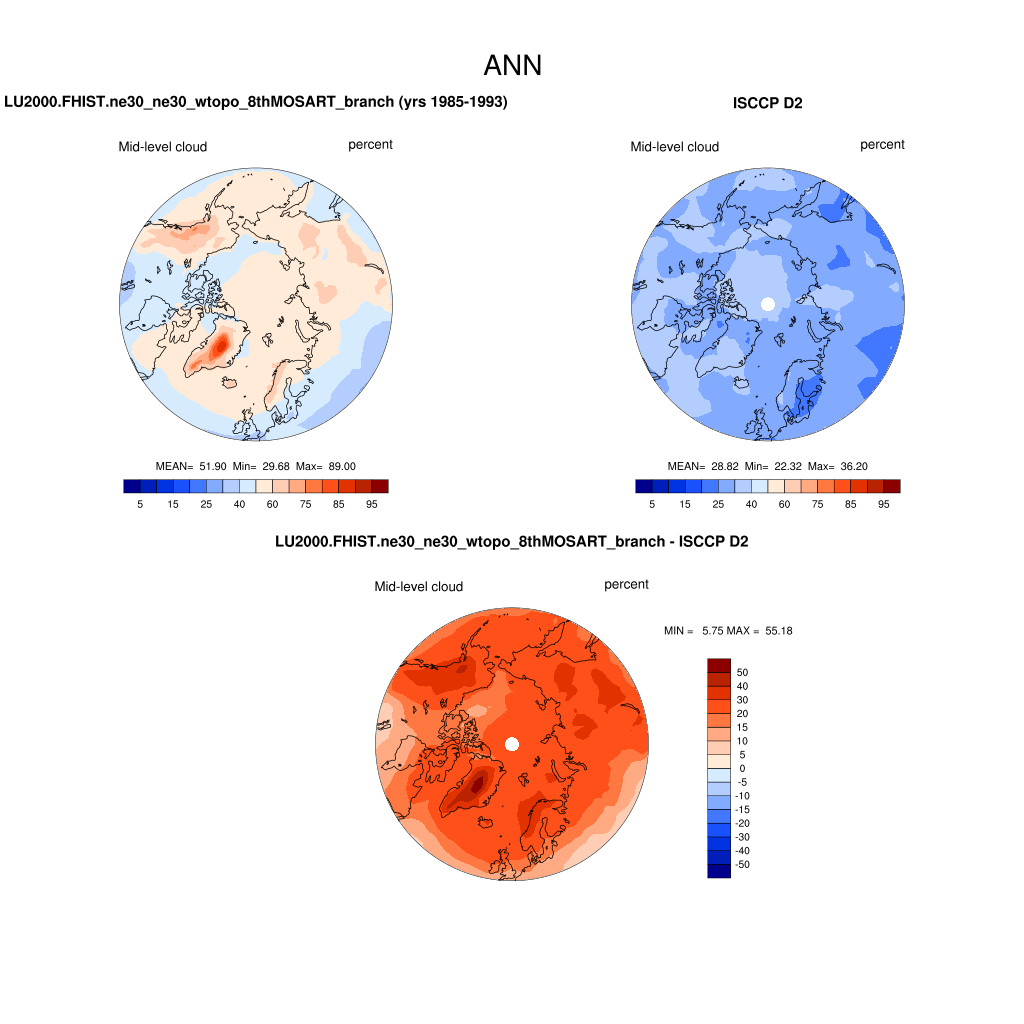 ANN
LU2000.FHIST.ne30_ne30_wtopo_8thMOSART_branch (yrs 1985-1993)
Mid-level cloud percent
MEAN= 51.90 Min= 29.68 Max= 89.00
5 15 25 40 60 75 85 95
ISCCP D2
Mid-level cloud percent
MEAN= 28.82 Min= 22.32 Max= 36.20
5 15 25 40 60 75 85 95
LU2000.FHIST.ne30_ne30_wtopo_8thMOSART_branch - ISCCP D2
Mid-level cloud percent
MIN = 5.75 MAX = 55.18
50
40
30
20
15
10
5
0
-5
-10
-15
-20
-30
-40
-50